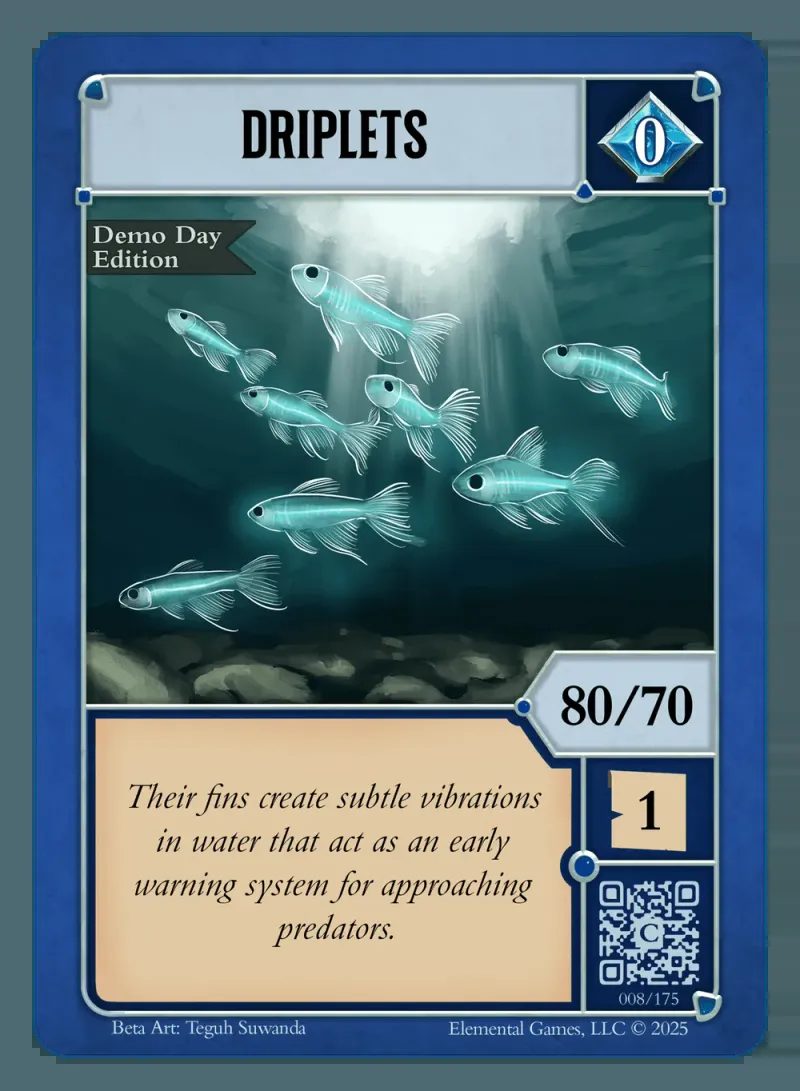 DRIPLETS
0
Demo Day
Edition
80/70
Their fins create subtle vibrations
in water that act as an early
warning system for approaching
predators.
1
C
008/175
Beta Art: Teguh Suwanda
Elemental Games, LLC © 2025